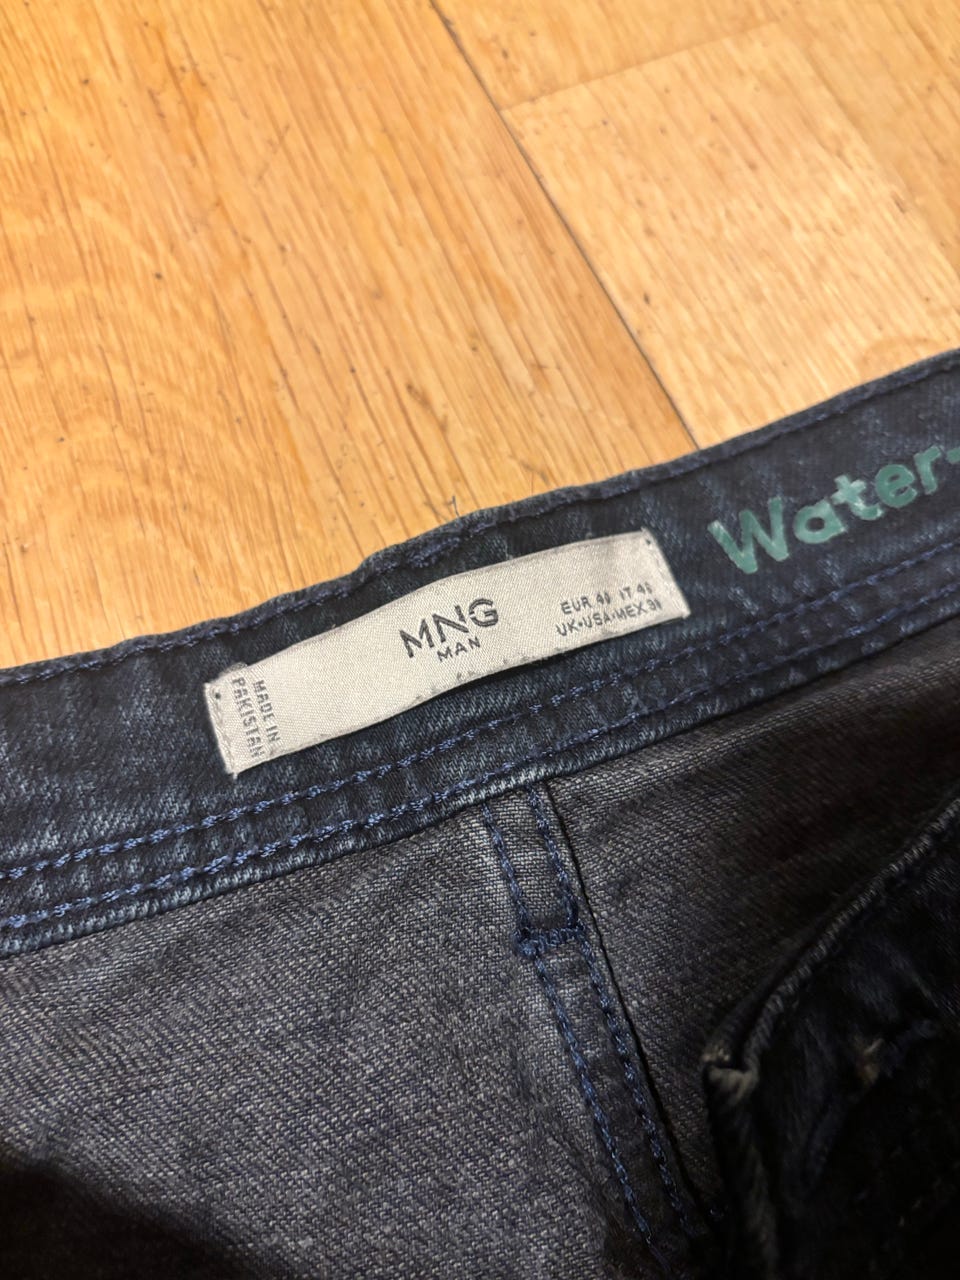 MNG
MAN
EUR IT
UK·USA·MEX
MADE IN
PAKISTAN
Water-